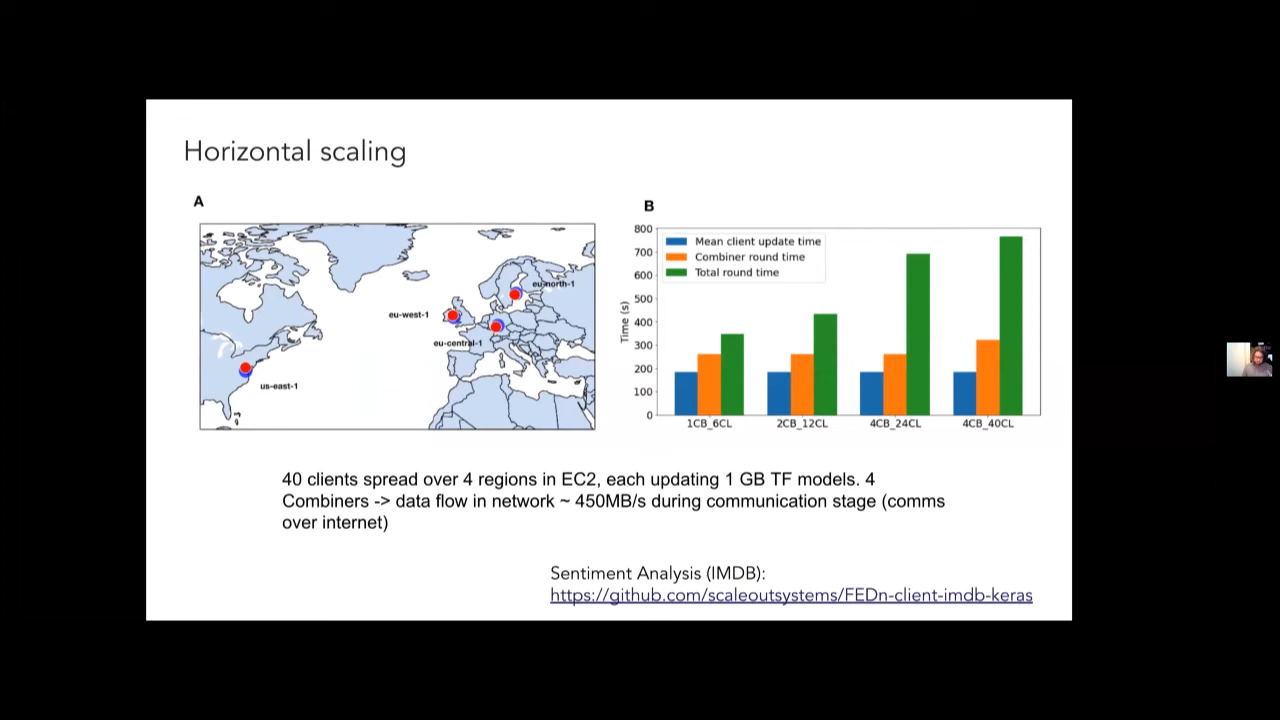 Horizontal scaling
A
eu-north-1
eu-west-1
eu-central-1
us-east-1
B
Mean client update time
Combiner round time
Total round time
Time (s)
800
700
600
500
400
300
200
100
0
1CB_6CL
2CB_12CL
4CB_24CL
4CB_40CL
40 clients spread over 4 regions in EC2, each updating 1 GB TF models. 4
Combiners -> data flow in network ~ 450MB/s during communication stage (comms
over internet)
Sentiment Analysis (IMDB):
https://github.com/scaleoutsystems/FEDn-client-imdb-keras